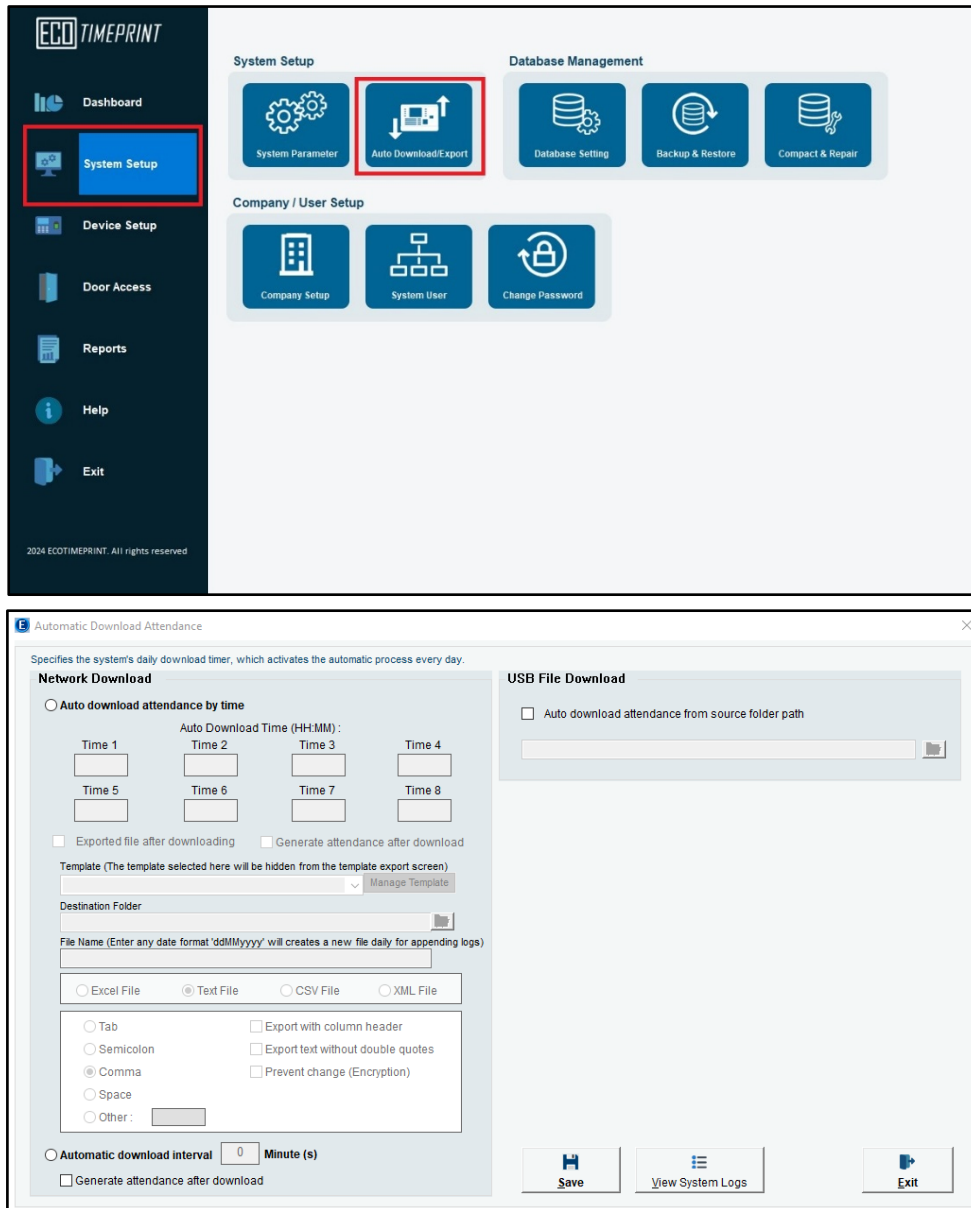 ECO TIMEPRINT
Dashboard
System Setup
Device Setup
Door Access
Reports
Help
Exit
2024 ECOTIMEPRINT. All rights reserved
System Setup
System Parameter
Auto Download/Export
Database Management
Database Setting
Backup & Restore
Compact & Repair
Company / User Setup
Company Setup
System User
Change Password
E Automatic Download Attendance
Specifies the system's daily download timer, which activates the automatic process every day.
Network Download
Auto download attendance by time
Auto Download Time (HH:MM) :
Time 1 Time 2 Time 3 Time 4
Time 5 Time 6 Time 7 Time 8
Exported file after downloading Generate attendance after download
Template (The template selected here will be hidden from the template export screen)
Manage Template
Destination Folder
File Name (Enter any date format 'ddMMyyyy' will creates a new file daily for appending logs)
Excel File Text File CSV File XML File
Tab Export with column header
Semicolon Export text without double quotes
Comma Prevent change (Encryption)
Space
Other :
Automatic download interval 0 Minute (s)
Generate attendance after download
USB File Download
Auto download attendance from source folder path
Save View System Logs Exit